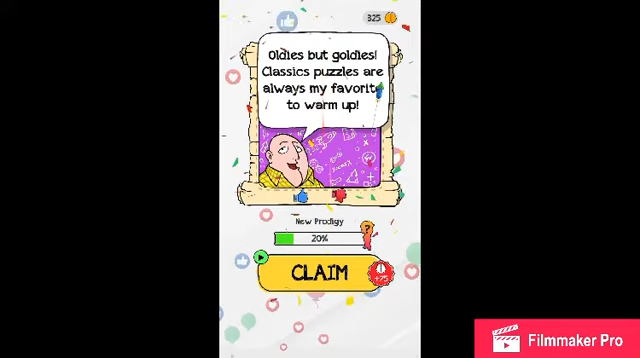 325
Oldies but goldies!
Classics puzzles are
always my favorite
to warm up!
New Prodigy
20%
CLAIM
+75
Filmmaker Pro